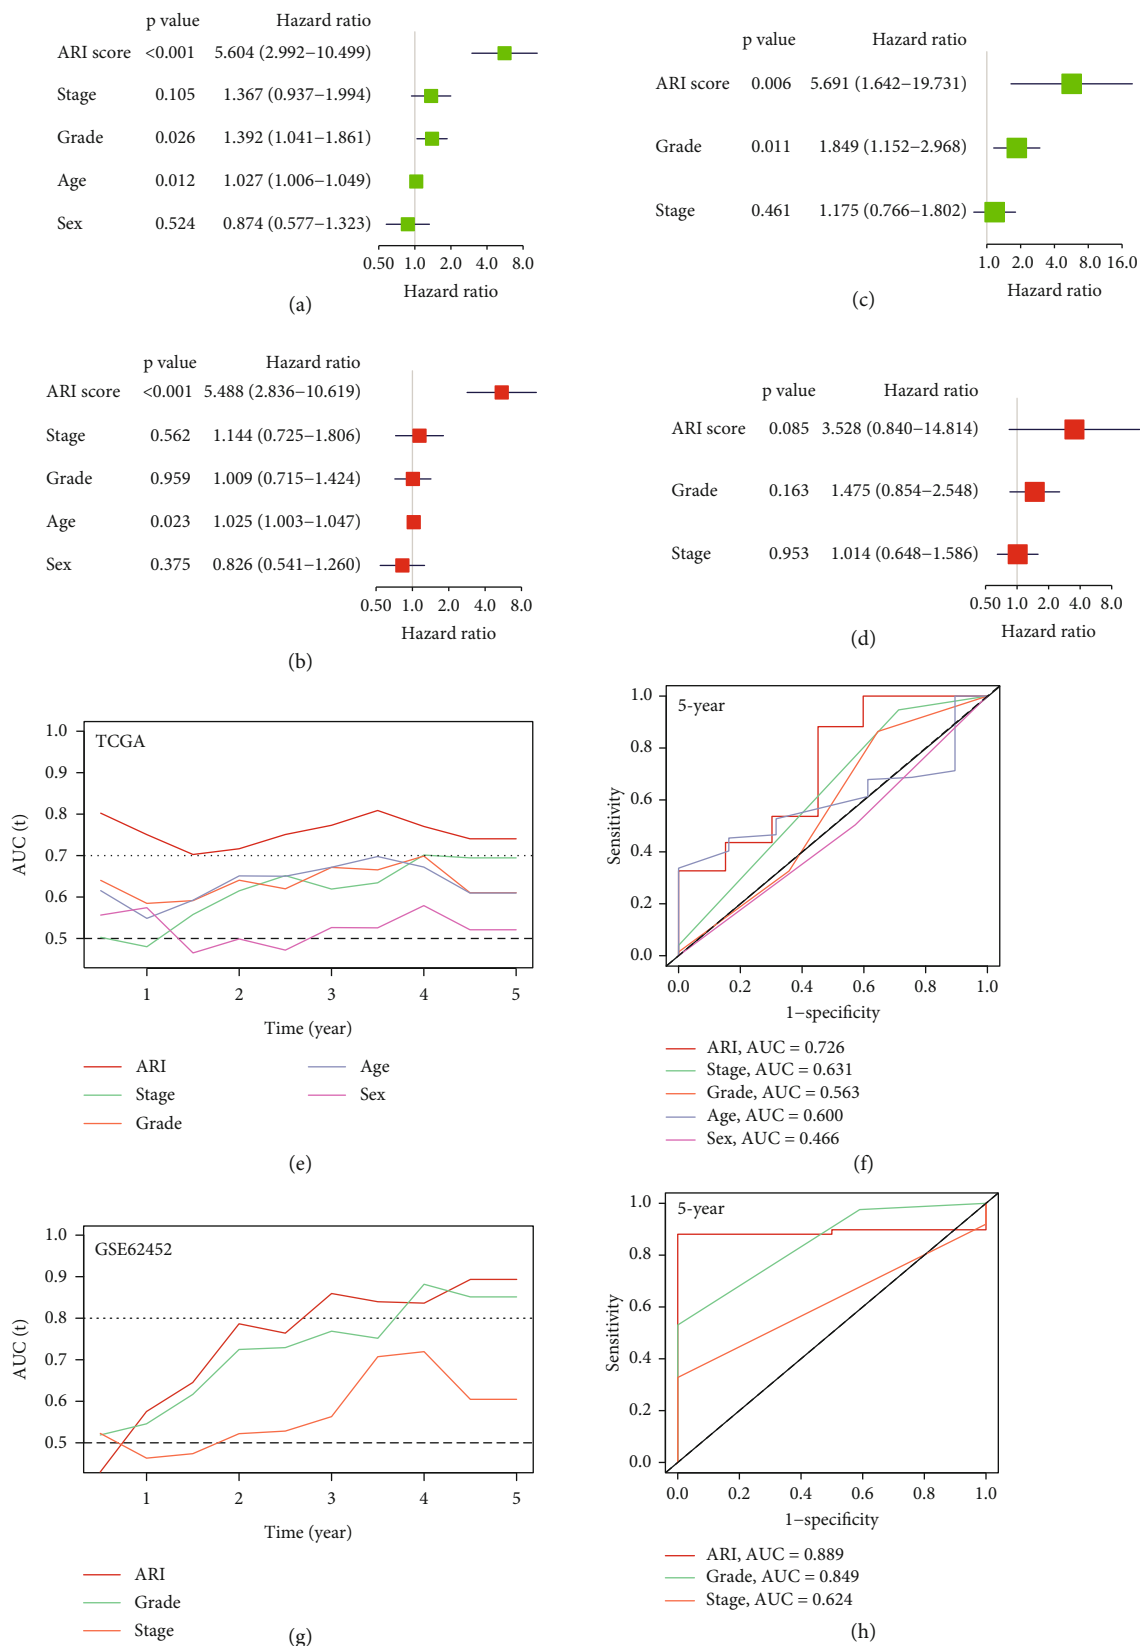 p value Hazard ratio
ARI score <0.001 5.604 (2.992−10.499)
Stage 0.105 1.367 (0.937−1.994)
Grade 0.026 1.392 (1.041−1.861)
Age 0.012 1.027 (1.006−1.049)
Sex 0.524 0.874 (0.577−1.323)
0.50 1.0 2.0 4.0 8.0
Hazard ratio
(a)
p value Hazard ratio
ARI score 0.006 5.691 (1.642−19.731)
Grade 0.011 1.849 (1.152−2.968)
Stage 0.461 1.175 (0.766−1.802)
1.0 2.0 4.0 8.0 16.0
Hazard ratio
(c)
p value Hazard ratio
ARI score <0.001 5.488 (2.836−10.619)
Stage 0.562 1.144 (0.725−1.806)
Grade 0.959 1.009 (0.715−1.424)
Age 0.023 1.025 (1.003−1.047)
Sex 0.375 0.826 (0.541−1.260)
0.50 1.0 2.0 4.0 8.0
Hazard ratio
(b)
p value Hazard ratio
ARI score 0.085 3.528 (0.840−14.814)
Grade 0.163 1.475 (0.854−2.548)
Stage 0.953 1.014 (0.648−1.586)
0.50 1.0 2.0 4.0 8.0
Hazard ratio
(d)
TCGA
AUC (t)
1.0
0.9
0.8
0.7
0.6
0.5
1 2 3 4 5
Time (year)
ARI
Stage
Grade
Age
Sex
(e)
5-year
Sensitivity
1.0
0.8
0.6
0.4
0.2
0.0
0.0 0.2 0.4 0.6 0.8 1.0
1−specificity
ARI, AUC = 0.726
Stage, AUC = 0.631
Grade, AUC = 0.563
Age, AUC = 0.600
Sex, AUC = 0.466
(f)
GSE62452
AUC (t)
1.0
0.9
0.8
0.7
0.6
0.5
1 2 3 4 5
Time (year)
ARI
Grade
Stage
(g)
5-year
Sensitivity
1.0
0.8
0.6
0.4
0.2
0.0
0.0 0.2 0.4 0.6 0.8 1.0
1−specificity
ARI, AUC = 0.889
Grade, AUC = 0.849
Stage, AUC = 0.624
(h)